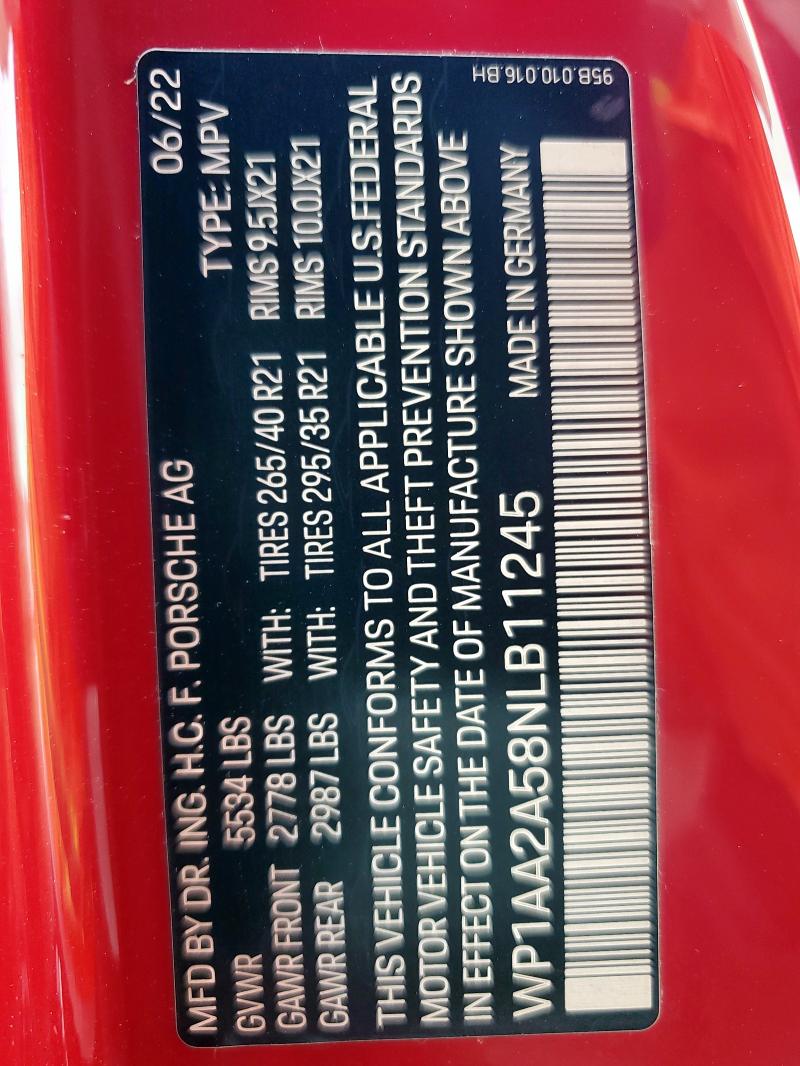 MFD BY DR. ING. H.C. F. PORSCHE AG 06/22
GVWR 5534 LBS TYPE: MPV
GAWR FRONT 2778 LBS WITH: TIRES 265/40 R21 RIMS 9.5JX21
GAWR REAR 2987 LBS WITH: TIRES 295/35 R21 RIMS 10.0JX21
THIS VEHICLE CONFORMS TO ALL APPLICABLE U.S.FEDERAL
MOTOR VEHICLE SAFETY AND THEFT PREVENTION STANDARDS
IN EFFECT ON THE DATE OF MANUFACTURE SHOWN ABOVE
WP1AA2A58NLB11245 MADE IN GERMANY
95B.010.016.BH